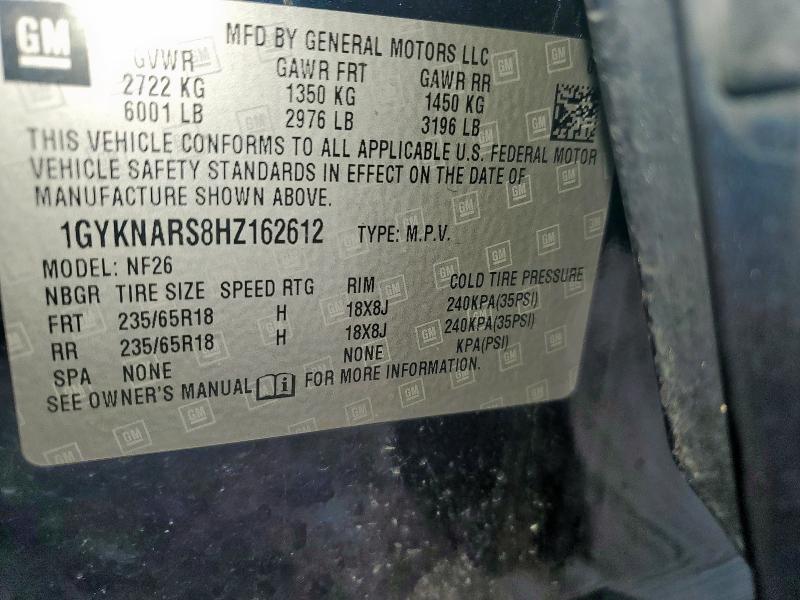 GM
MFD BY GENERAL MOTORS LLC
GVWR GAWR FRT GAWR RR
2722 KG 1350 KG 1450 KG
6001 LB 2976 LB 3196 LB
THIS VEHICLE CONFORMS TO ALL APPLICABLE U.S. FEDERAL MOTOR
VEHICLE SAFETY STANDARDS IN EFFECT ON THE DATE OF
MANUFACTURE SHOWN ABOVE.
1GYKNARS8HZ162612 TYPE: M.P.V.
MODEL: NF26
NBGR TIRE SIZE SPEED RTG RIM COLD TIRE PRESSURE
FRT 235/65R18 H 18X8J 240KPA(35PSI)
RR 235/65R18 H 18X8J 240KPA(35PSI)
SPA NONE NONE KPA(PSI)
SEE OWNER'S MANUAL FOR MORE INFORMATION.